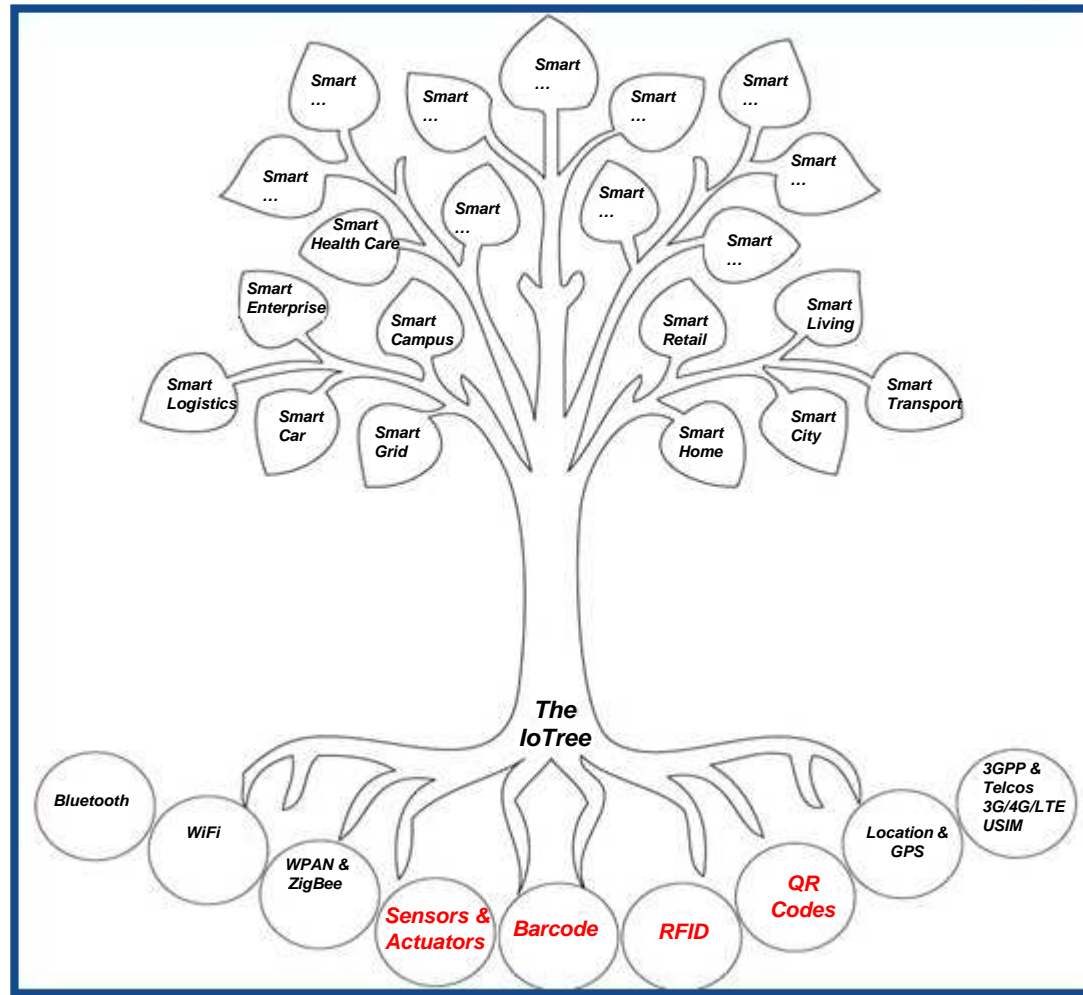 Smart
…
Smart
…
Smart
…
Smart
…
Smart
…
Smart
…
Smart
…
Smart
…
Smart
…
Smart
Health Care
Smart
…
Smart
Enterprise
Smart
Campus
Smart
Retail
Smart
Living
Smart
Logistics
Smart
Car
Smart
Grid
Smart
Home
Smart
City
Smart
Transport
The
IoTree
Bluetooth
WiFi
WPAN &
ZigBee
Sensors &
Actuators
Barcode
RFID
QR
Codes
Location &
GPS
3GPP &
Telcos
3G/4G/LTE
USIM